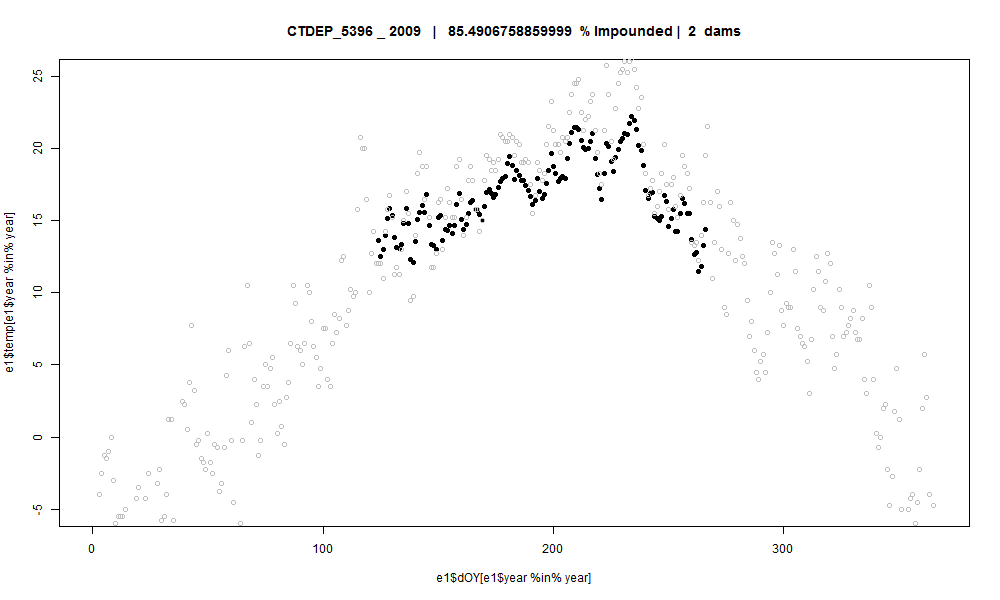 CTDEP_5396 _ 2009 | 85.4906758859999 % Impounded | 2 dams
e1$temp[e1$year %in% year]
25
20
15
10
5
0
-5
0 100 200 300
e1$dOY[e1$year %in% year]